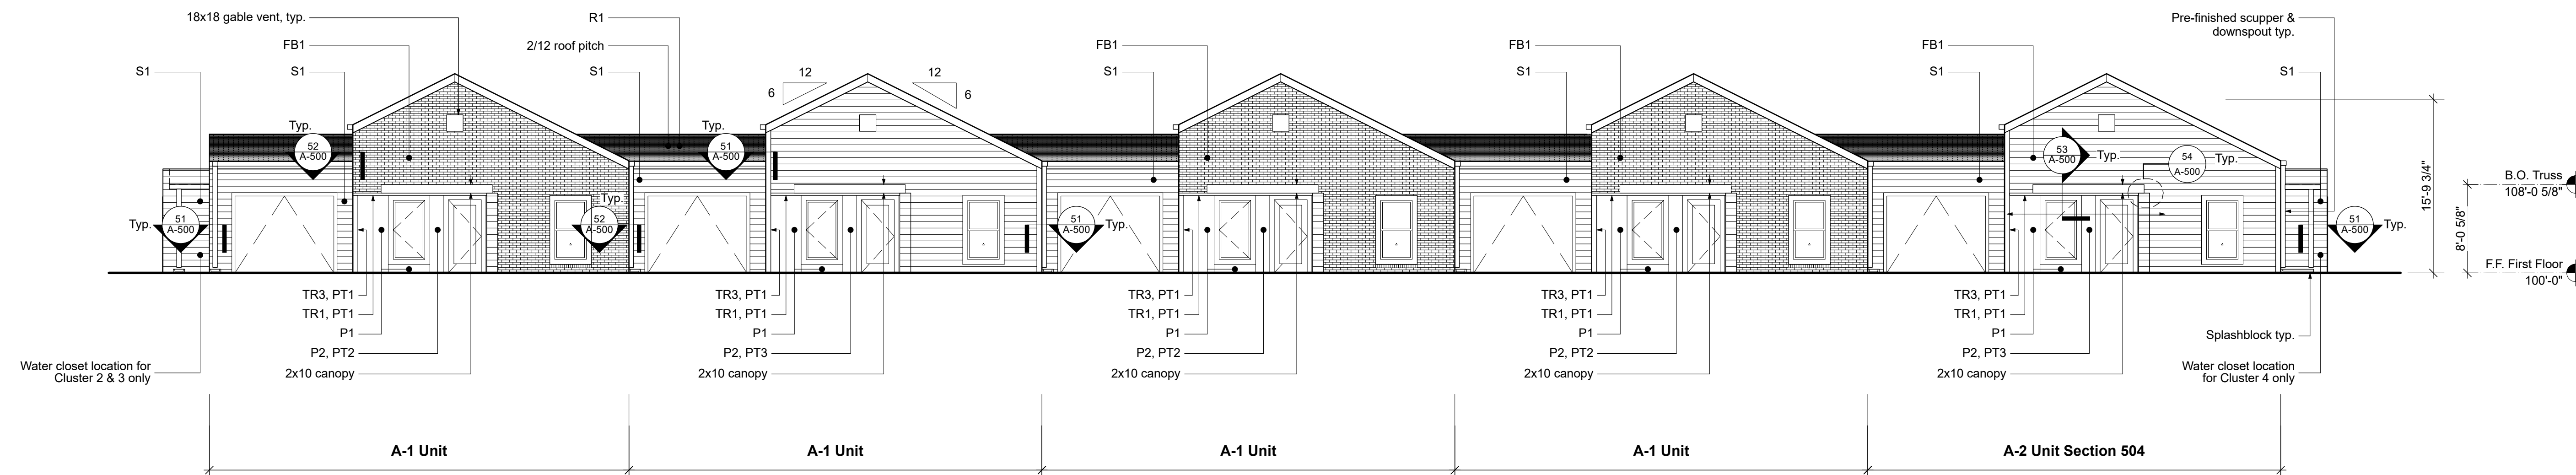 18x18 gable vent, typ.
R1
Pre-finished scupper &
downspout typ.
FB1
2/12 roof pitch
FB1
FB1
FB1
S1
S1
S1
12
12
S1
S1
S1
S1
6
6
15'-9 3/4"
Typ.
52
A-500
Typ.
51
A-500
53
A-500
Typ.
54
A-500
Typ.
B.O. Truss
108'-0 5/8"
8'-0 5/8"
Typ.
51
A-500
Typ.
52
A-500
51
A-500
Typ.
51
A-500
Typ.
F.F. First Floor
100'-0"
TR3, PT1
TR3, PT1
TR3, PT1
TR3, PT1
TR3, PT1
TR1, PT1
TR1, PT1
TR1, PT1
TR1, PT1
TR1, PT1
P1
P1
P1
P1
P1
Splashblock typ.
P2, PT2
P2, PT3
P2, PT2
P2, PT2
P2, PT3
Water closet location for
Cluster 2 & 3 only
2x10 canopy
2x10 canopy
2x10 canopy
2x10 canopy
2x10 canopy
Water closet location
for Cluster 4 only
A-1 Unit
A-1 Unit
A-1 Unit
A-1 Unit
A-2 Unit Section 504